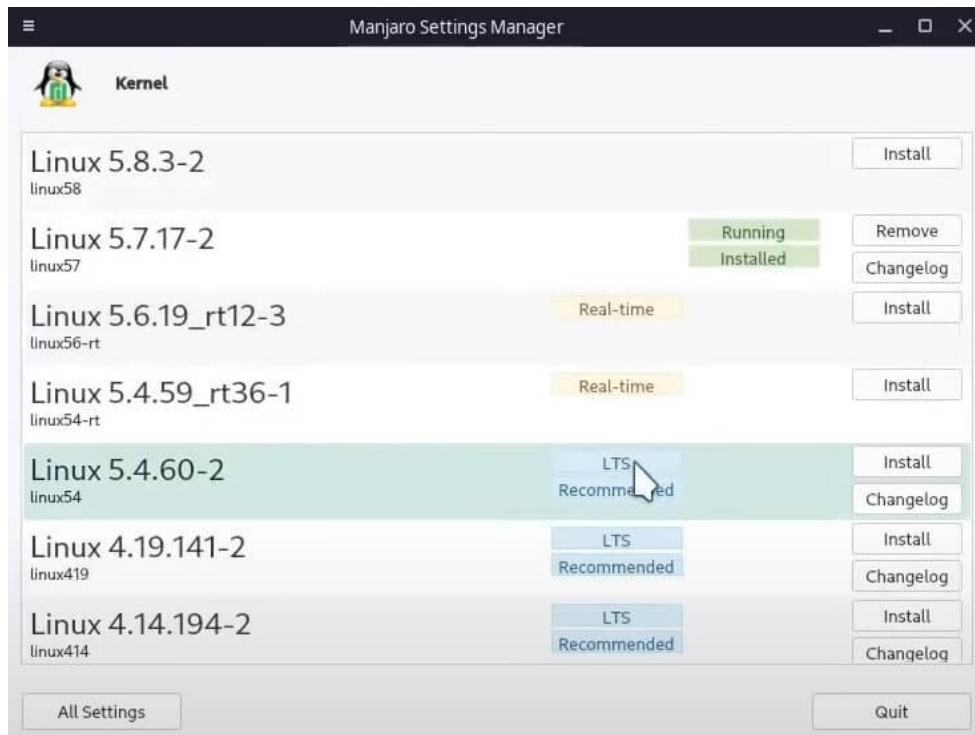 Manjaro Settings Manager
Kernel
Linux 5.8.3-2
Install
linux58
Linux 5.7.17-2
Running
Remove
Installed
linux57
Changelog
Linux 5.6.19_rt12-3
Real-time
Install
linux56-rt
Linux 5.4.59_rt36-1
Real-time
Install
linux54-rt
Linux 5.4.60-2
LTS
Install
Recommended
linux54
Changelog
Linux 4.19.141-2
LTS
Install
Recommended
linux419
Changelog
Linux 4.14.194-2
LTS
Install
Recommended
linux414
Changelog
All Settings
Quit